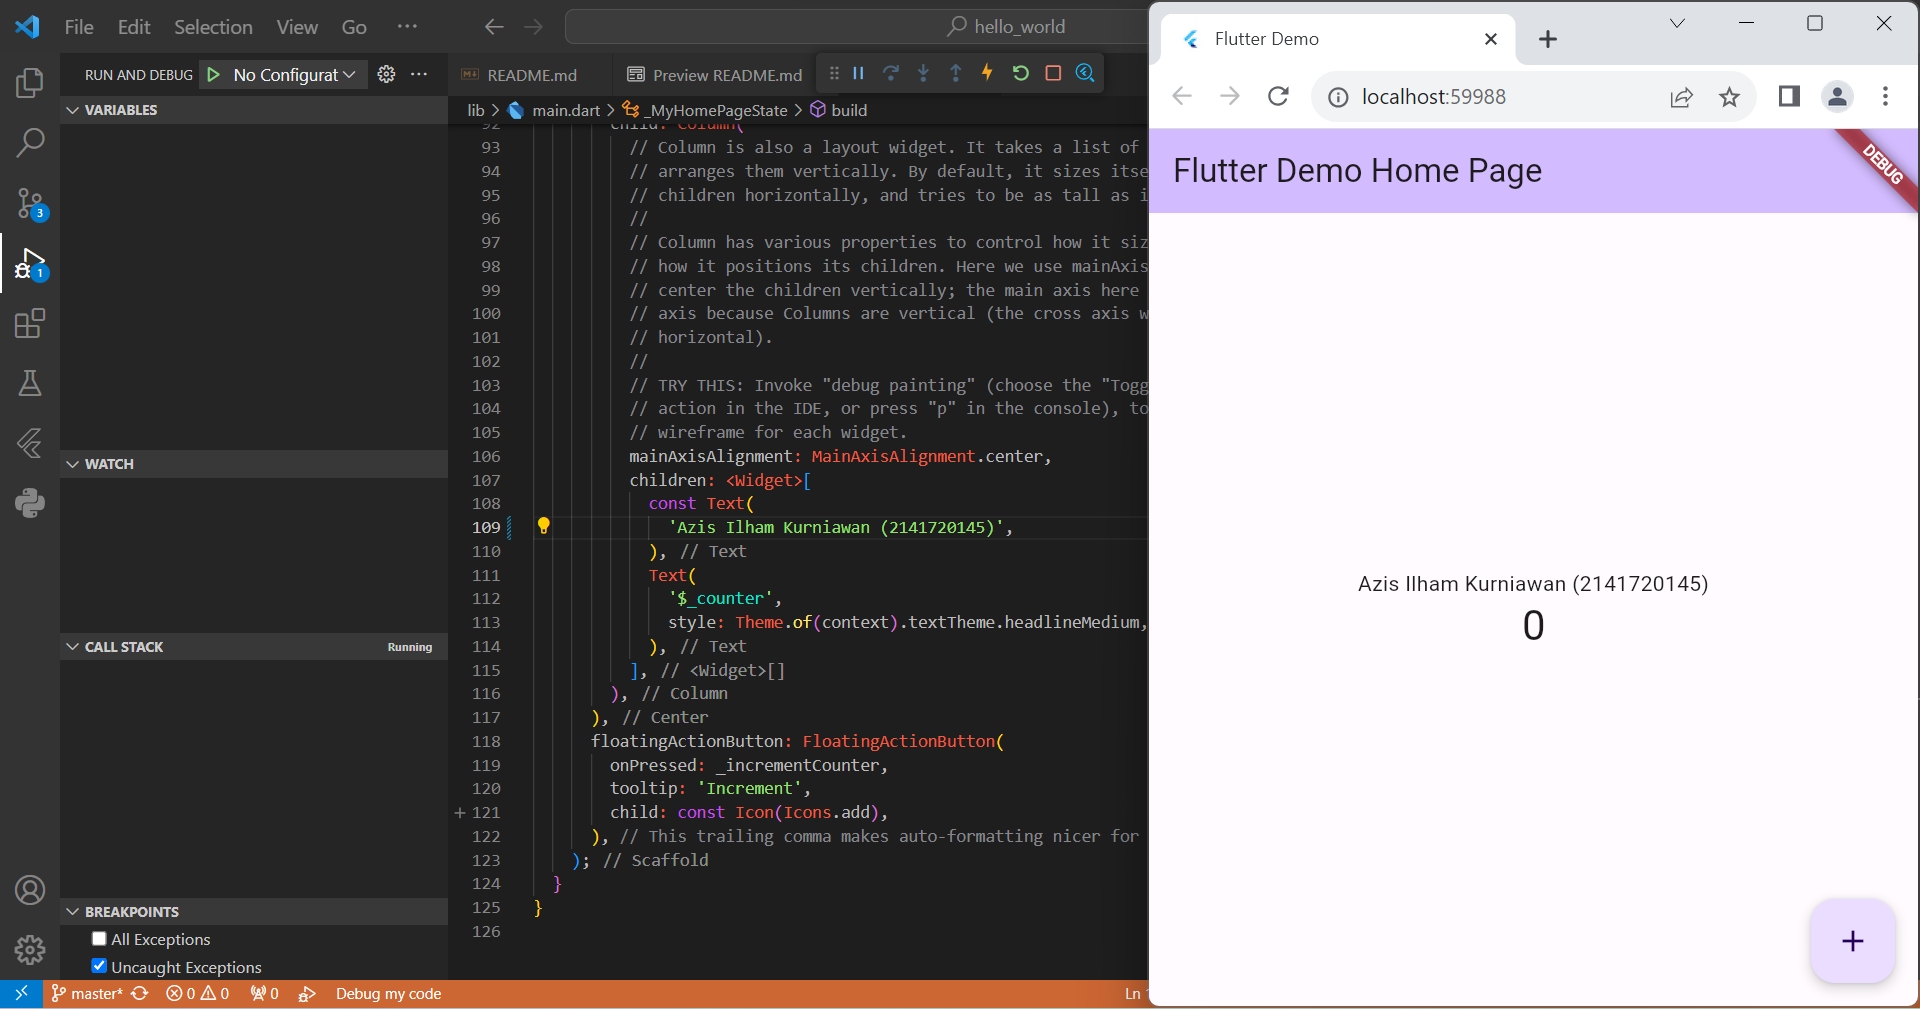 File Edit Selection View Go ···
hello_world
RUN AND DEBUG No Configurat
README.md
Preview README.md
VARIABLES
WATCH
CALL STACK
Running
BREAKPOINTS
All Exceptions
Uncaught Exceptions
3
1
lib > main.dart > _MyHomePageState > build
92 child: Column(
93 // Column is also a layout widget. It takes a list of
94 // arranges them vertically. By default, it sizes itse
95 // children horizontally, and tries to be as tall as i
96 //
97 // Column has various properties to control how it siz
98 // how it positions its children. Here we use mainAxis
99 // center the children vertically; the main axis here
100 // axis because Columns are vertical (the cross axis w
101 // horizontal).
102 //
103 // TRY THIS: Invoke "debug painting" (choose the "Togg
104 // action in the IDE, or press "p" in the console), to
105 // wireframe for each widget.
106 mainAxisAlignment: MainAxisAlignment.center,
107 children: <Widget>[
108 const Text(
109 'Azis Ilham Kurniawan (2141720145)',
110 ), // Text
111 Text(
112 '$_counter',
113 style: Theme.of(context).textTheme.headlineMedium,
114 ), // Text
115 ], // <Widget>[]
116 ), // Column
117 ), // Center
118 floatingActionButton: FloatingActionButton(
119 onPressed: _incrementCounter,
120 tooltip: 'Increment',
121 child: const Icon(Icons.add),
122 ), // This trailing comma makes auto-formatting nicer for
123 ); // Scaffold
124 }
125 }
126
master* 0 0 0 Debug my code
Ln
Flutter Demo
localhost:59988
Flutter Demo Home Page
DEBUG
Azis Ilham Kurniawan (2141720145)
0